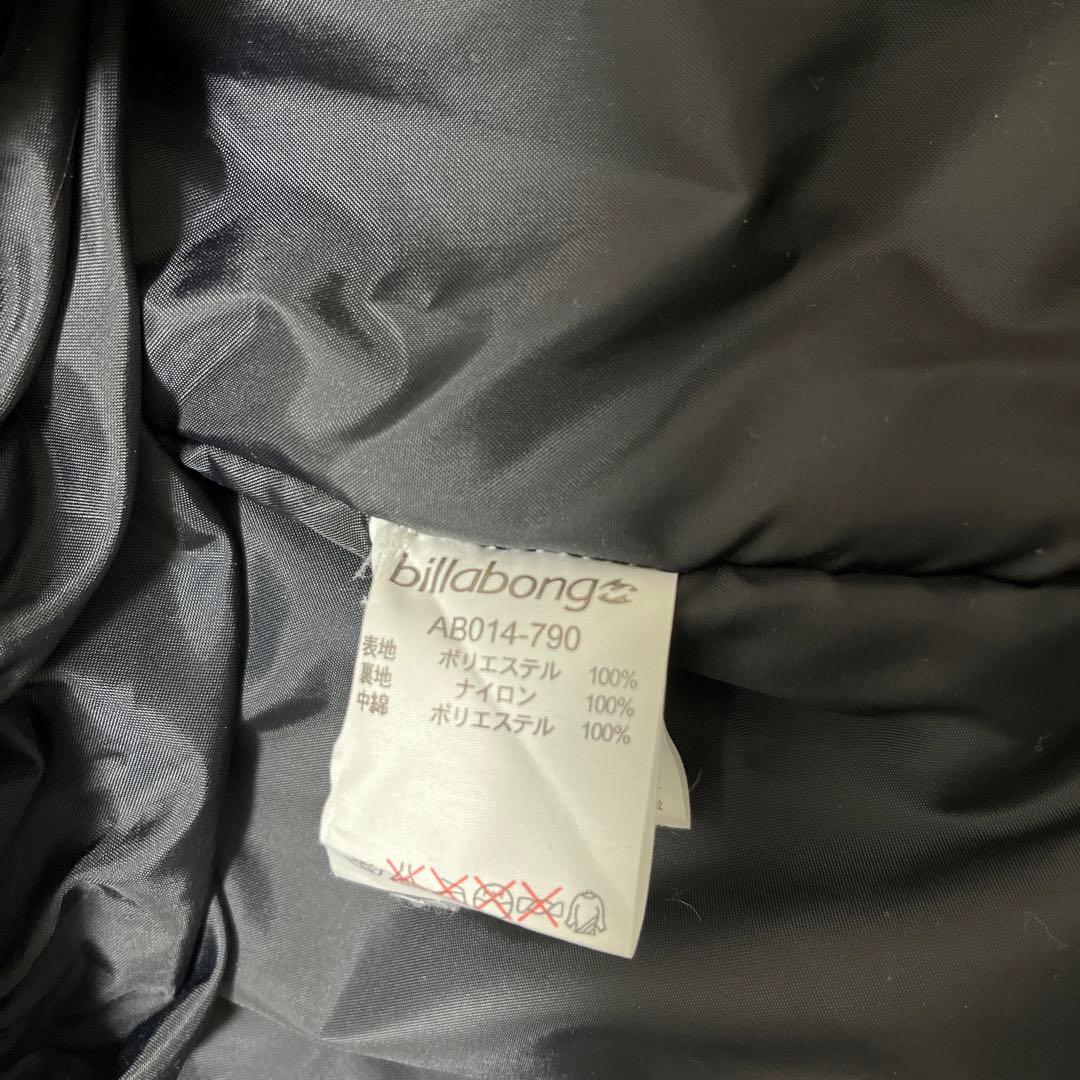 billabong
AB014-790
表地 ポリエステル 100%
裏地 ナイロン 100%
中綿 ポリエステル 100%